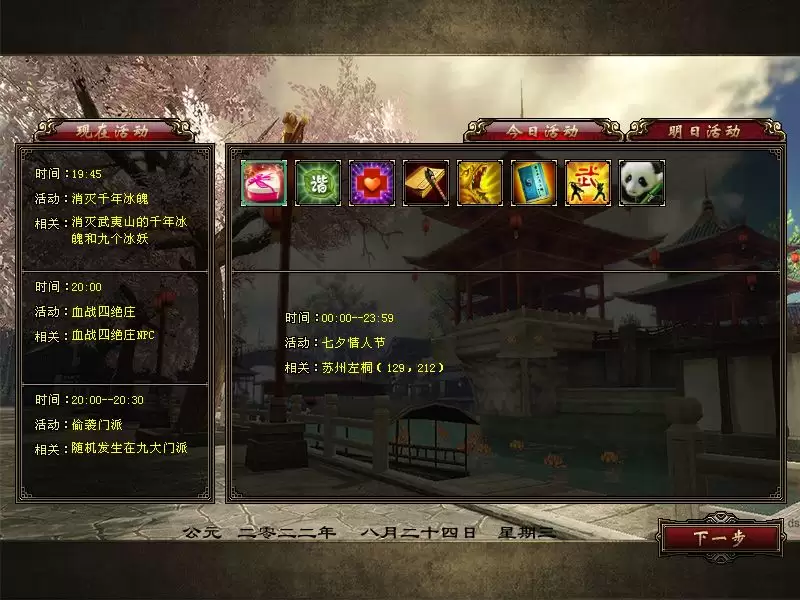 现在活动
今日活动
明日活动
时间：19:45
活动：消灭千年冰魄
相关：消灭武夷山的千年冰
魄和九个冰妖
时间：20:00
活动：血战四绝庄
相关：血战四绝庄NPC
时间：20:00--20:30
活动：偷袭门派
相关：随机发生在九大门派
谐
武
时间：00:00--23:59
活动：七夕情人节
相关：苏州左桐（129，212）
公元 二零二二年 八月二十四日 星期三
下一步
ds